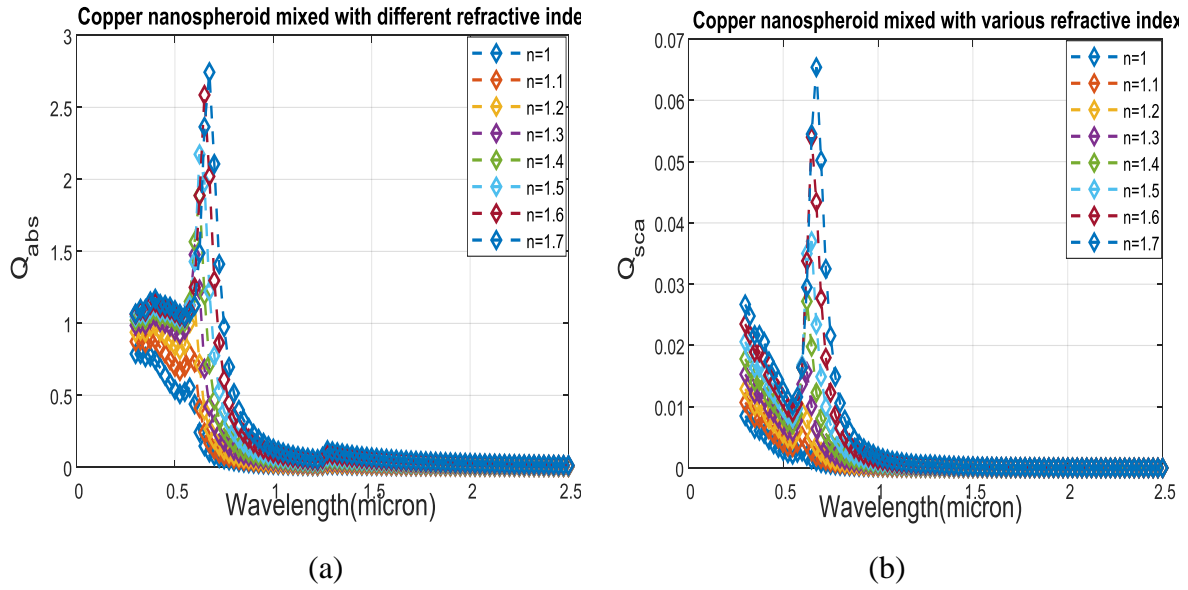 Copper nanospheroid mixed with different refractive inde
3
2.5
2
1.5
1
0.5
0
Q_abs
0
0.5
1
1.5
2
2.5
Wavelength(micron)
n=1
n=1.1
n=1.2
n=1.3
n=1.4
n=1.5
n=1.6
n=1.7
(a)
Copper nanospheroid mixed with various refractive index
0.07
0.06
0.05
0.04
0.03
0.02
0.01
0
Q_sca
0
0.5
1
1.5
2
2.5
Wavelength(micron)
n=1
n=1.1
n=1.2
n=1.3
n=1.4
n=1.5
n=1.6
n=1.7
(b)